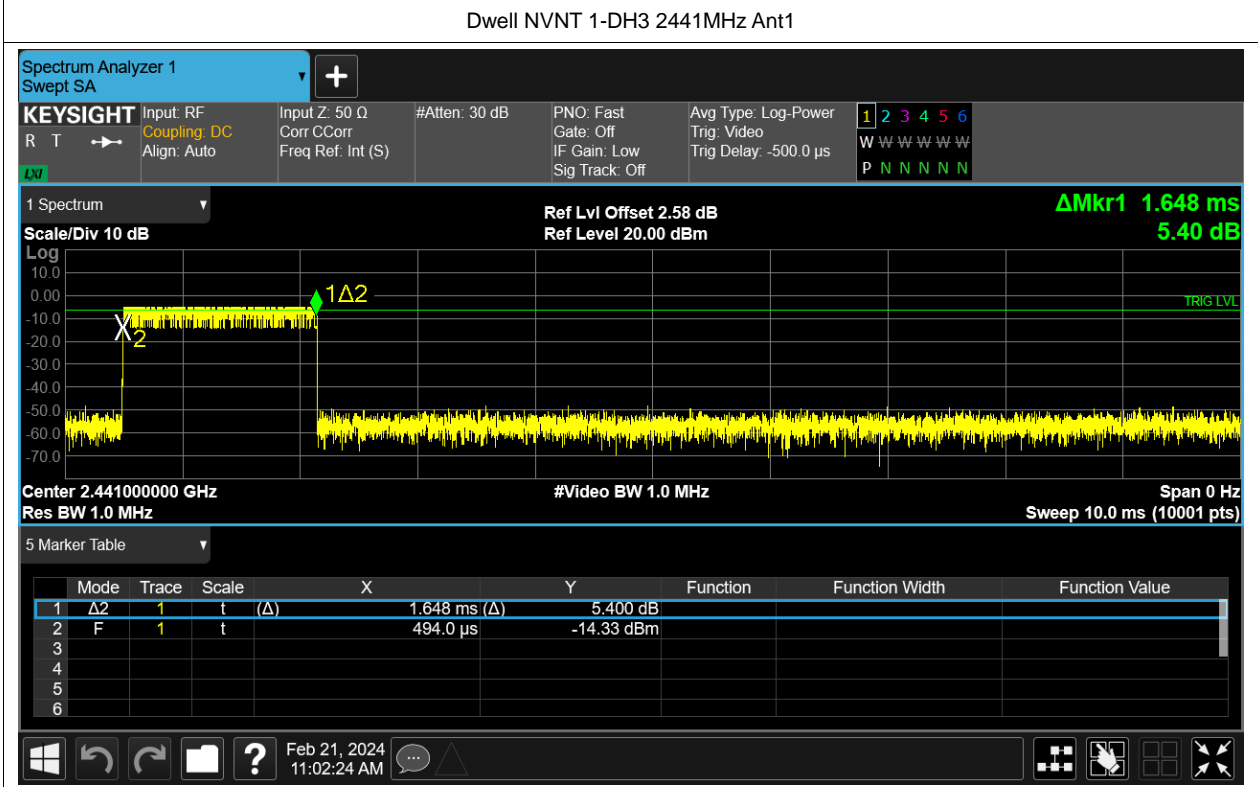 Dwell NVNT 1-DH3 2441MHz Ant1
Spectrum Analyzer 1
Swept SA
KEYSIGHT
R T
LXI
Input: RF
Coupling: DC
Align: Auto
Input Z: 50 Ω
Corr CCorr
Freq Ref: Int (S)
#Atten: 30 dB
PNO: Fast
Gate: Off
IF Gain: Low
Sig Track: Off
Avg Type: Log-Power
Trig: Video
Trig Delay: -500.0 µs
1 2 3 4 5 6
W W W W W W
P N N N N N
1 Spectrum
Scale/Div 10 dB
Ref Lvl Offset 2.58 dB
Ref Level 20.00 dBm
ΔMkr1 1.648 ms
5.40 dB
Log
10.0
0.00
-10.0
-20.0
-30.0
-40.0
-50.0
-60.0
-70.0
1Δ2
2
TRIG LVL
Center 2.441000000 GHz
Res BW 1.0 MHz
#Video BW 1.0 MHz
Span 0 Hz
Sweep 10.0 ms (10001 pts)
5 Marker Table
Mode Trace Scale X Y Function Function Width Function Value
1 Δ2 1 t (Δ) 1.648 ms (Δ) 5.400 dB
2 F 1 t 494.0 µs -14.33 dBm
3
4
5
6
?
Feb 21, 2024
11:02:24 AM